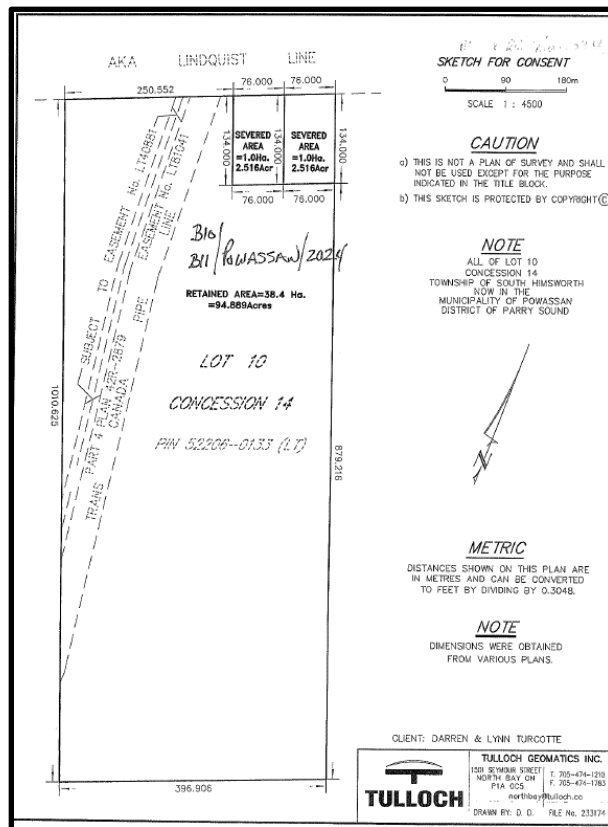 SKETCH FOR CONSENT
0 90 180m
SCALE 1 : 4500
CAUTION
a) THIS IS NOT A PLAN OF SURVEY AND SHALL
NOT BE USED EXCEPT FOR THE PURPOSE
INDICATED IN THE TITLE BLOCK.
b) THIS SKETCH IS PROTECTED BY COPYRIGHT ©
NOTE
ALL OF LOT 10
CONCESSION 14
TOWNSHIP OF SOUTH HIMSWORTH
NOW IN THE
MUNICIPALITY OF POWASSAN
DISTRICT OF PARRY SOUND
N
METRIC
DISTANCES SHOWN ON THIS PLAN ARE
IN METRES AND CAN BE CONVERTED
TO FEET BY DIVIDING BY 0.3048.
NOTE
DIMENSIONS WERE OBTAINED
FROM VARIOUS PLANS.
AKA LINDQUIST LINE
250.552 76.000 76.000
SEVERED
AREA
=1.0Ha.
2.516Acr
SEVERED
AREA
=1.0Ha.
2.516Acr
134.000 134.000 134.000
76.000 76.000
SUBJECT TO EASEMENT No. LT40881
EASEMENT No. LT81041
TRANS CANADA PIPE LINE
PART 4 PLAN 42R-2879
B10
B11/POWASSAN/2024
RETAINED AREA=38.4 Ha.
=94.889Acres
LOT 10
CONCESSION 14
PIN 52206-0133 (LT)
1010.625
879.216
396.906
CLIENT: DARREN & LYNN TURCOTTE
TULLOCH
TULLOCH GEOMATICS INC.
1501 SEYMOUR STREET
NORTH BAY ON
P1A 0C5
T. 705-474-1210
F. 705-474-1783
northbay@tulloch.ca
DRAWN BY: D. D. FILE No. 233174